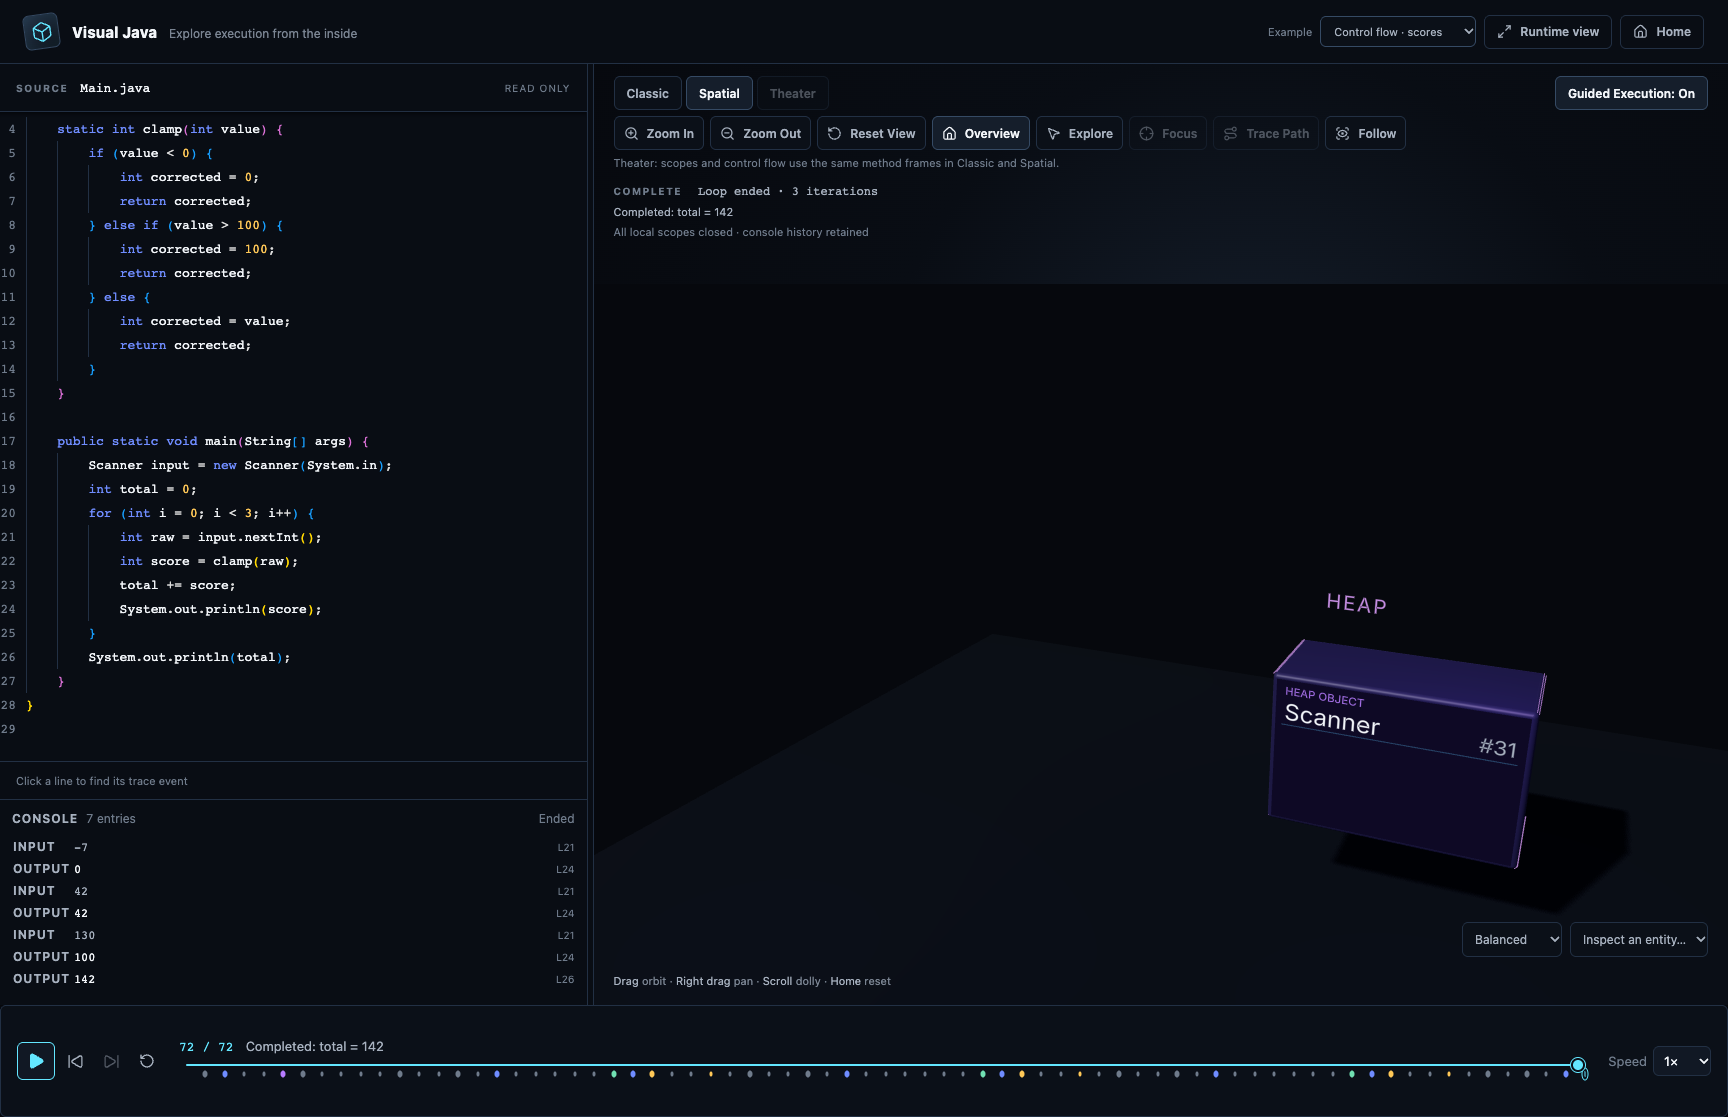 Visual Java Explore execution from the inside
Example Control flow · scores Runtime view Home
SOURCE Main.java READ ONLY
4 static int clamp(int value) {
5 if (value < 0) {
6 int corrected = 0;
7 return corrected;
8 } else if (value > 100) {
9 int corrected = 100;
10 return corrected;
11 } else {
12 int corrected = value;
13 return corrected;
14 }
15 }
16
17 public static void main(String[] args) {
18 Scanner input = new Scanner(System.in);
19 int total = 0;
20 for (int i = 0; i < 3; i++) {
21 int raw = input.nextInt();
22 int score = clamp(raw);
23 total += score;
24 System.out.println(score);
25 }
26 System.out.println(total);
27 }
28 }
29
Click a line to find its trace event
CONSOLE 7 entries Ended
INPUT -7 L21
OUTPUT 0 L24
INPUT 42 L21
OUTPUT 42 L24
INPUT 130 L21
OUTPUT 100 L24
OUTPUT 142 L26
Classic Spatial Theater Guided Execution: On
Zoom In Zoom Out Reset View Overview Explore Focus Trace Path Follow
Theater: scopes and control flow use the same method frames in Classic and Spatial.
COMPLETE Loop ended · 3 iterations
Completed: total = 142
All local scopes closed · console history retained
HEAP
HEAP OBJECT
Scanner
#31
Balanced Inspect an entity...
Drag orbit · Right drag pan · Scroll dolly · Home reset
72 / 72 Completed: total = 142
Speed 1×